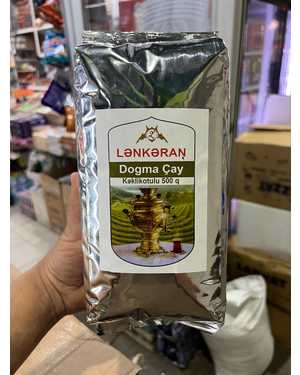 LƏNKƏRAN
Dogma Çay
Kəklikotulu 500 q